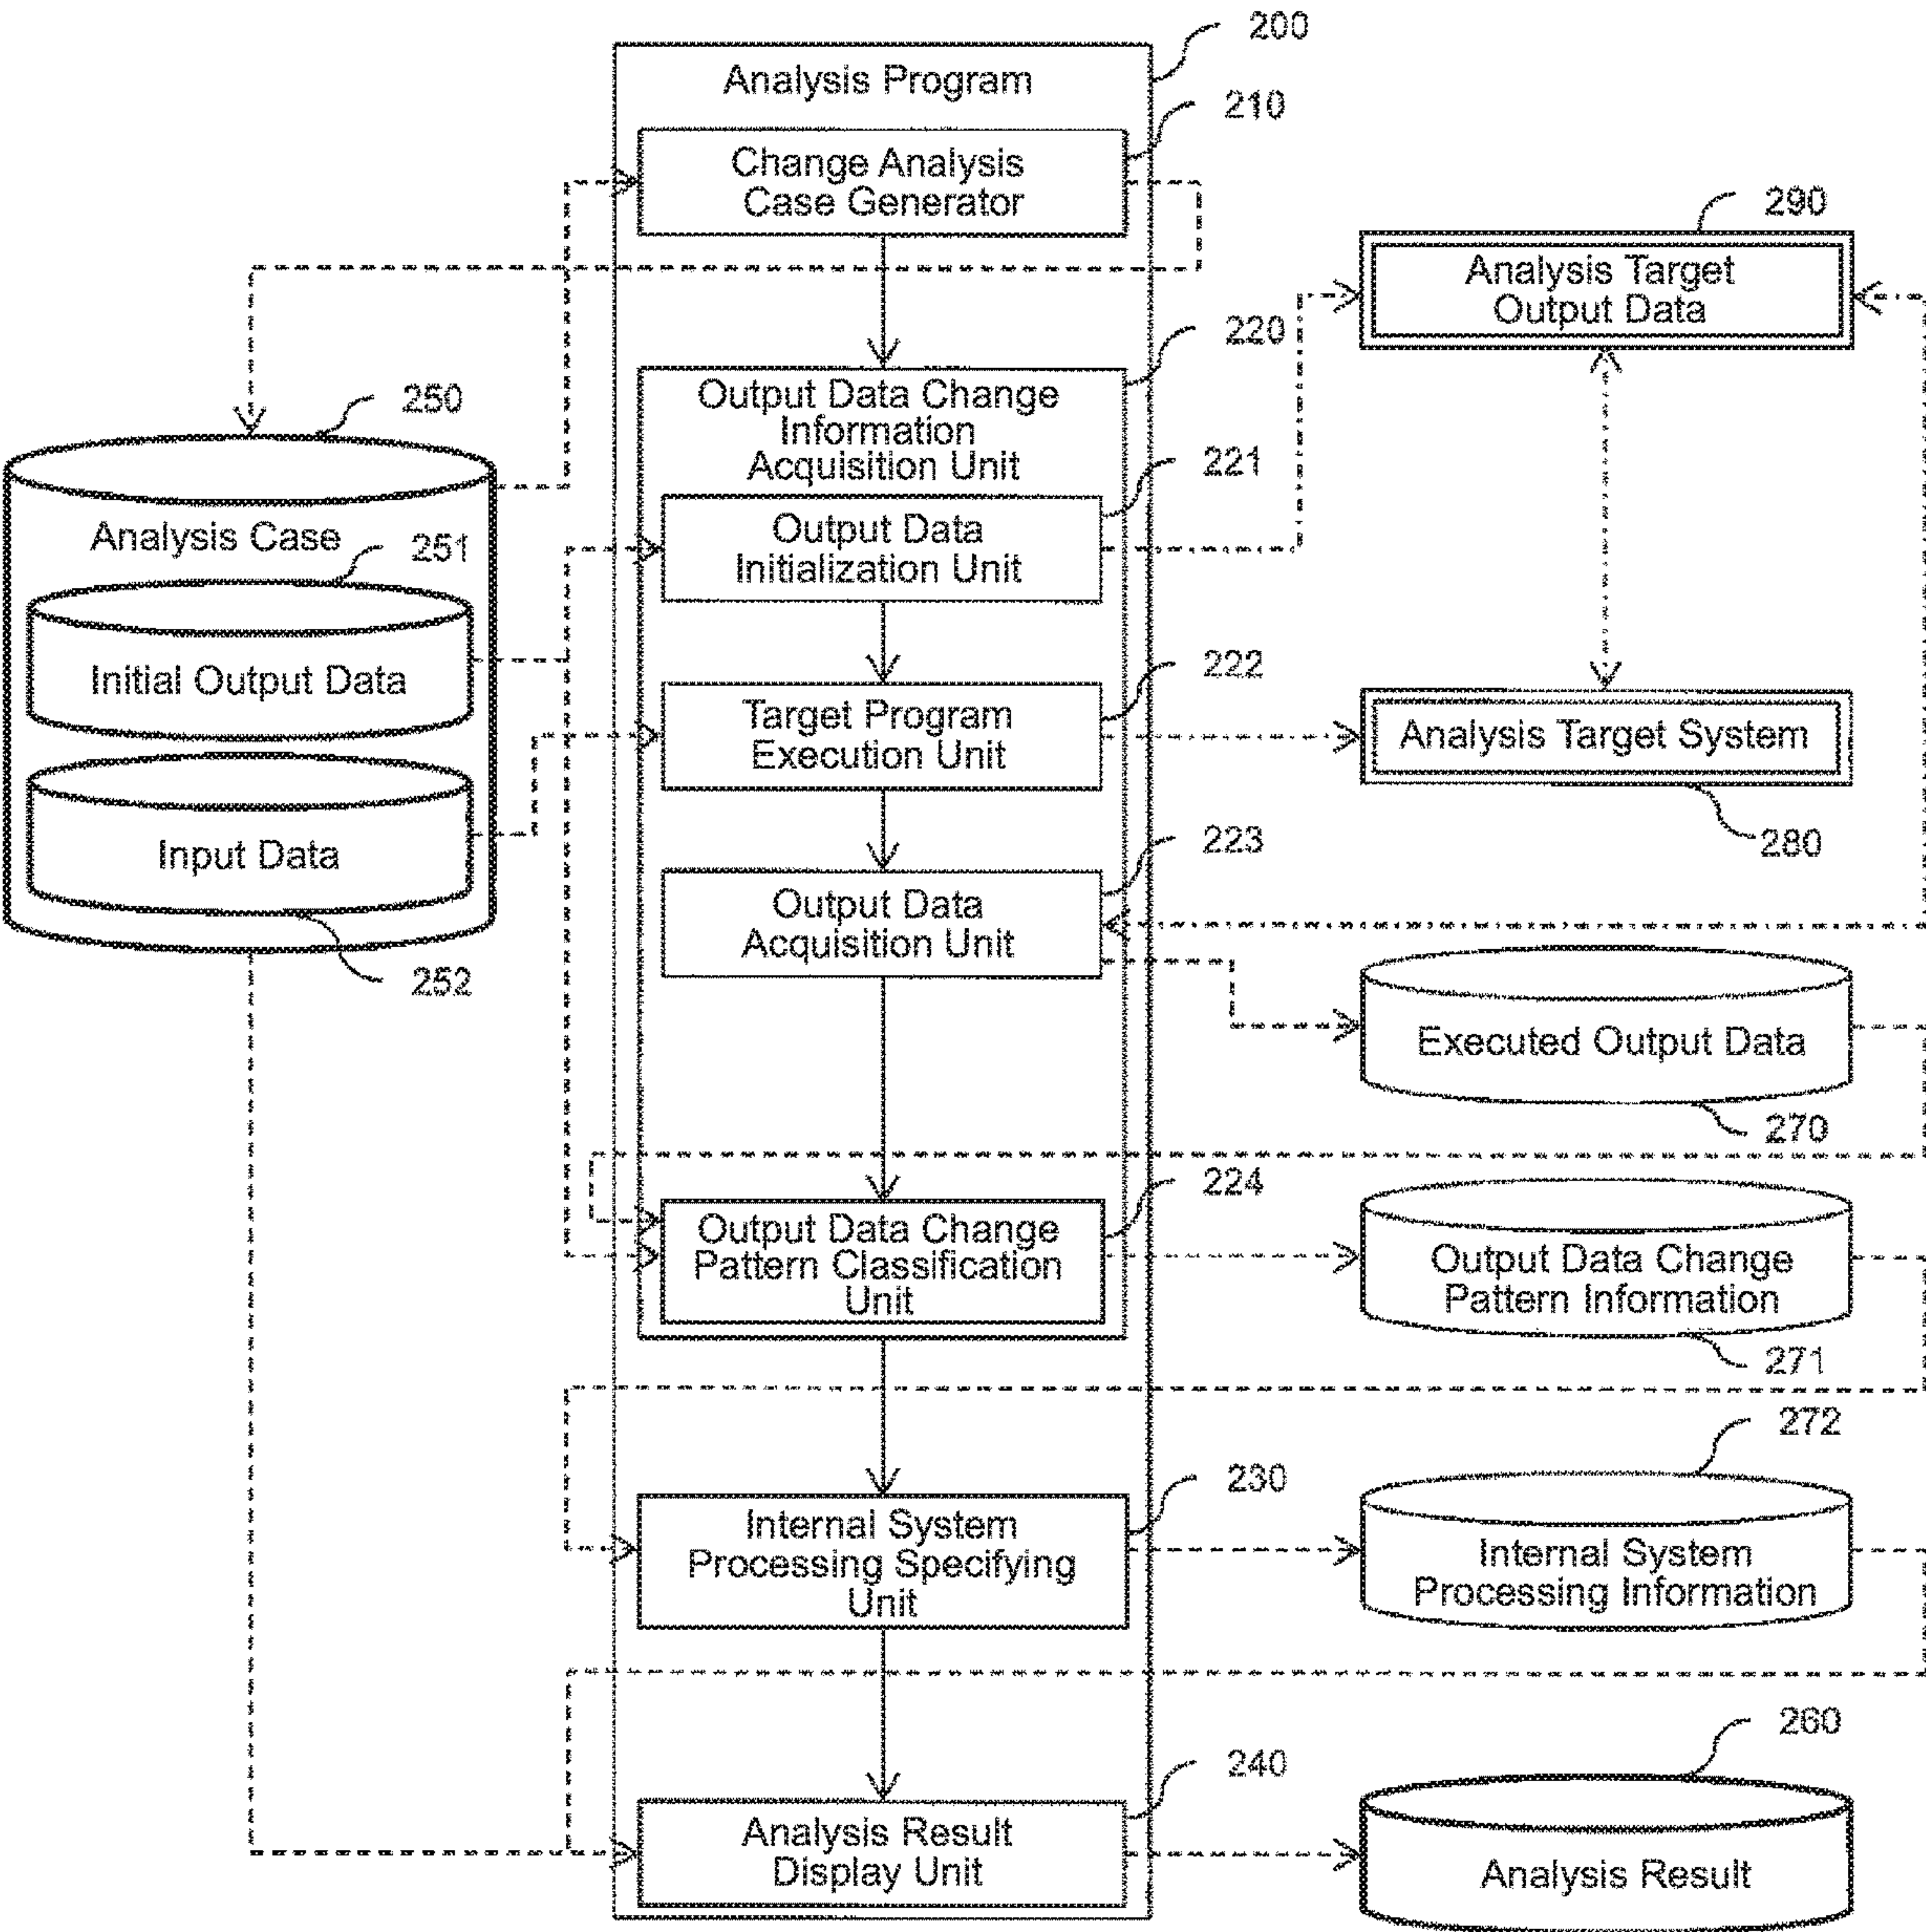 200
Analysis Program
210
Change Analysis
Case Generator
290
Analysis Target
Output Data
220
Output Data Change
Information
Acquisition Unit
250
221
Analysis Case
251
Output Data
Initialization Unit
Initial Output Data
222
Target Program
Execution Unit
Analysis Target System
280
Input Data
223
Output Data
Acquisition Unit
252
Executed Output Data
270
224
Output Data Change
Pattern Classification
Unit
Output Data Change
Pattern Information
271
272
230
Internal System
Processing Specifying
Unit
Internal System
Processing Information
260
240
Analysis Result
Display Unit
Analysis Result